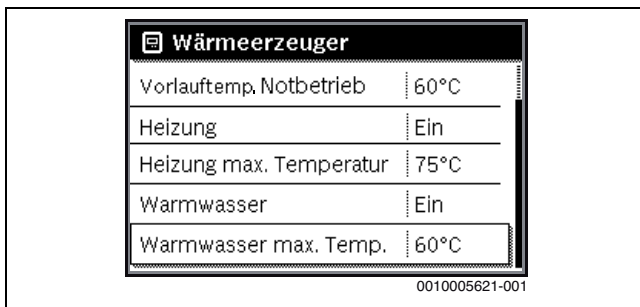 Wärmeerzeuger
Vorlauftemp. Notbetrieb 60°C
Heizung Ein
Heizung max. Temperatur 75°C
Warmwasser Ein
Warmwasser max. Temp. 60°C
0010005621-001